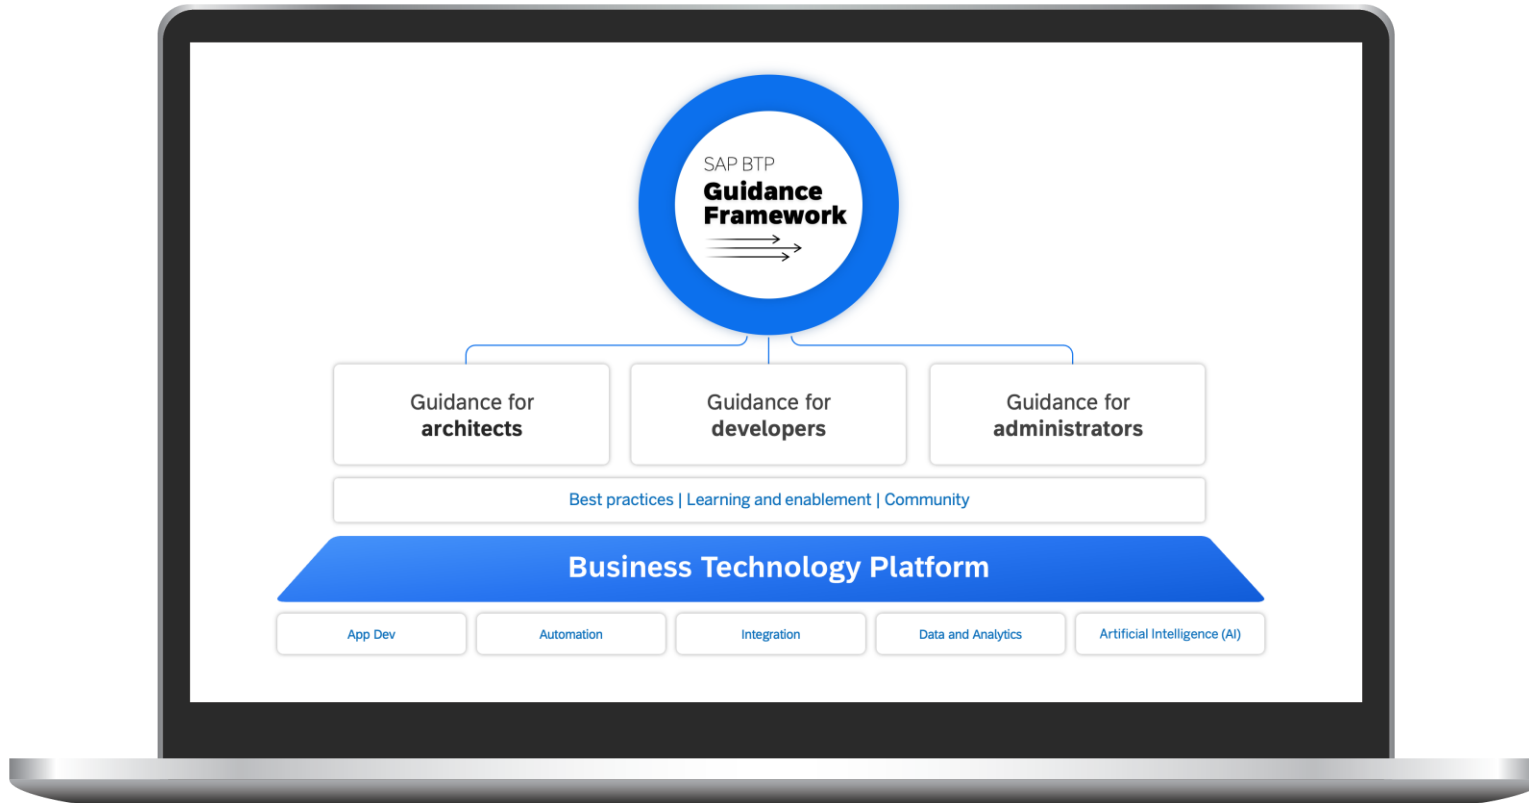 SAP BTP
Guidance
Framework
Guidance for
architects
Guidance for
developers
Guidance for
administrators
Best practices | Learning and enablement | Community
Business Technology Platform
App Dev
Automation
Integration
Data and Analytics
Artificial Intelligence (AI)